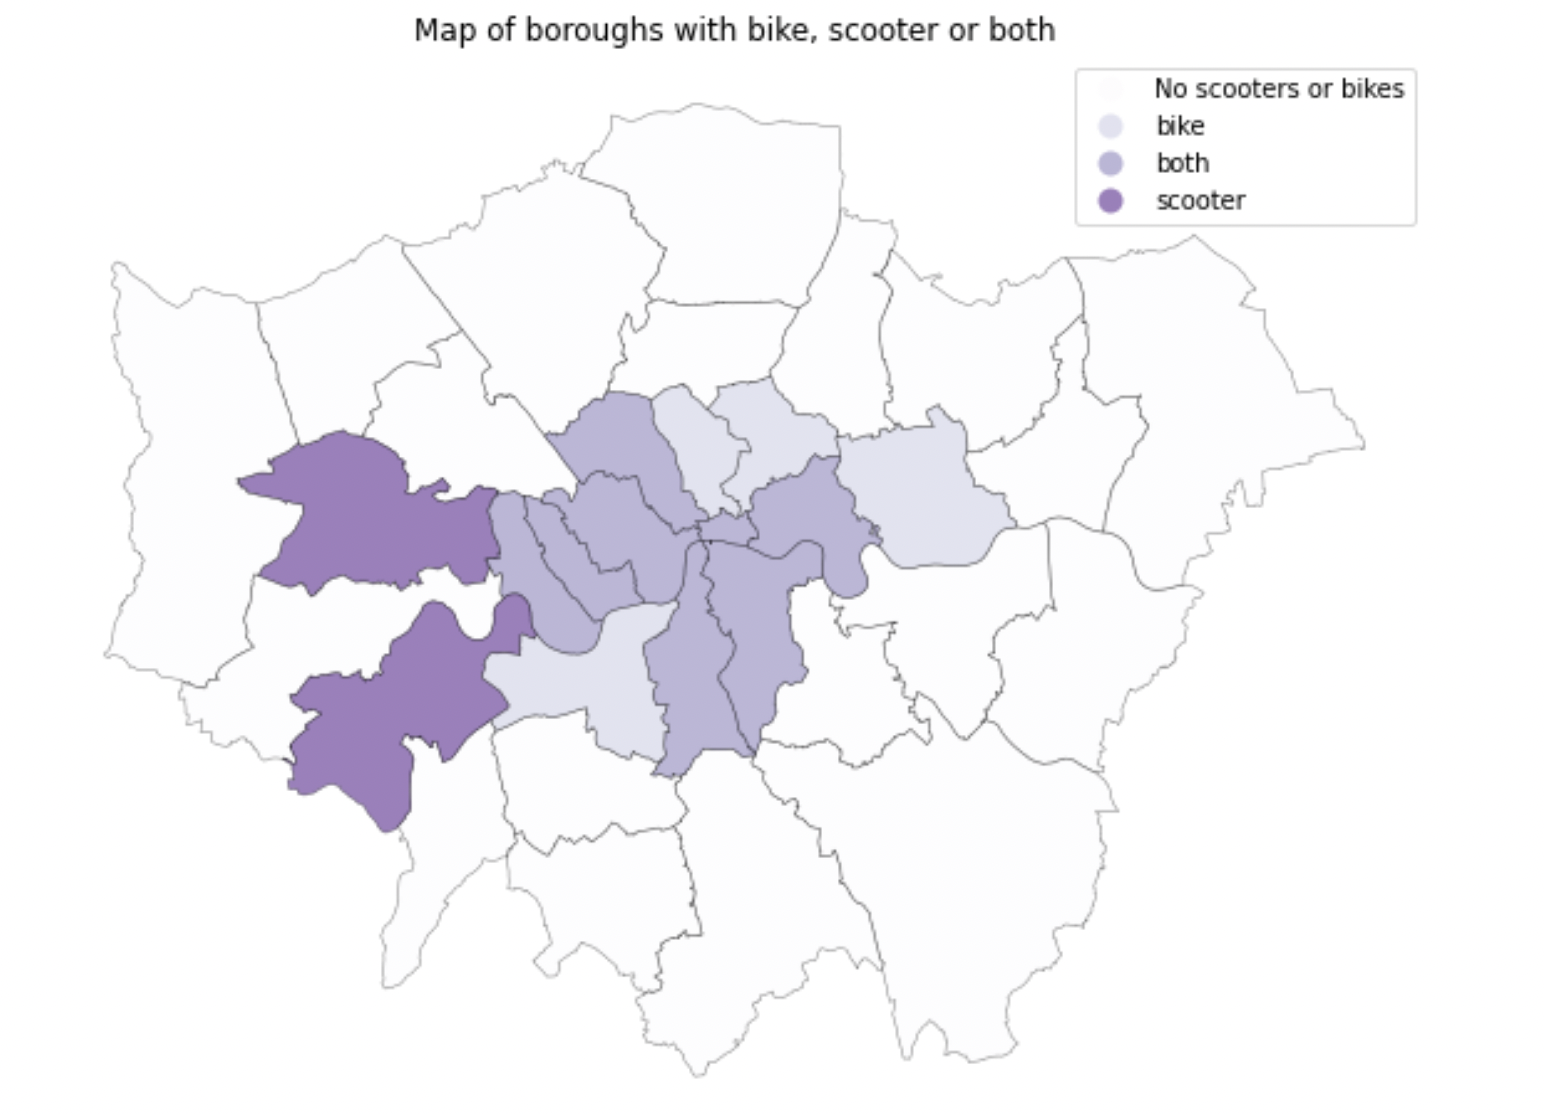 Map of boroughs with bike, scooter or both
No scooters or bikes
bike
both
scooter